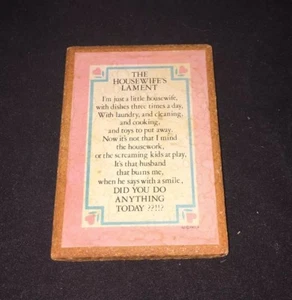 THE
HOUSEWIFE'S
LAMENT
I'm just a little housewife,
with dishes three times a day,
With laundry, and cleaning,
and cooking,
and toys to put away.
Now it's not that I mind
the housework,
or the screaming kids at play,
It's that husband
that burns me,
when he says with a smile,
DID YOU DO
ANYTHING
TODAY ????